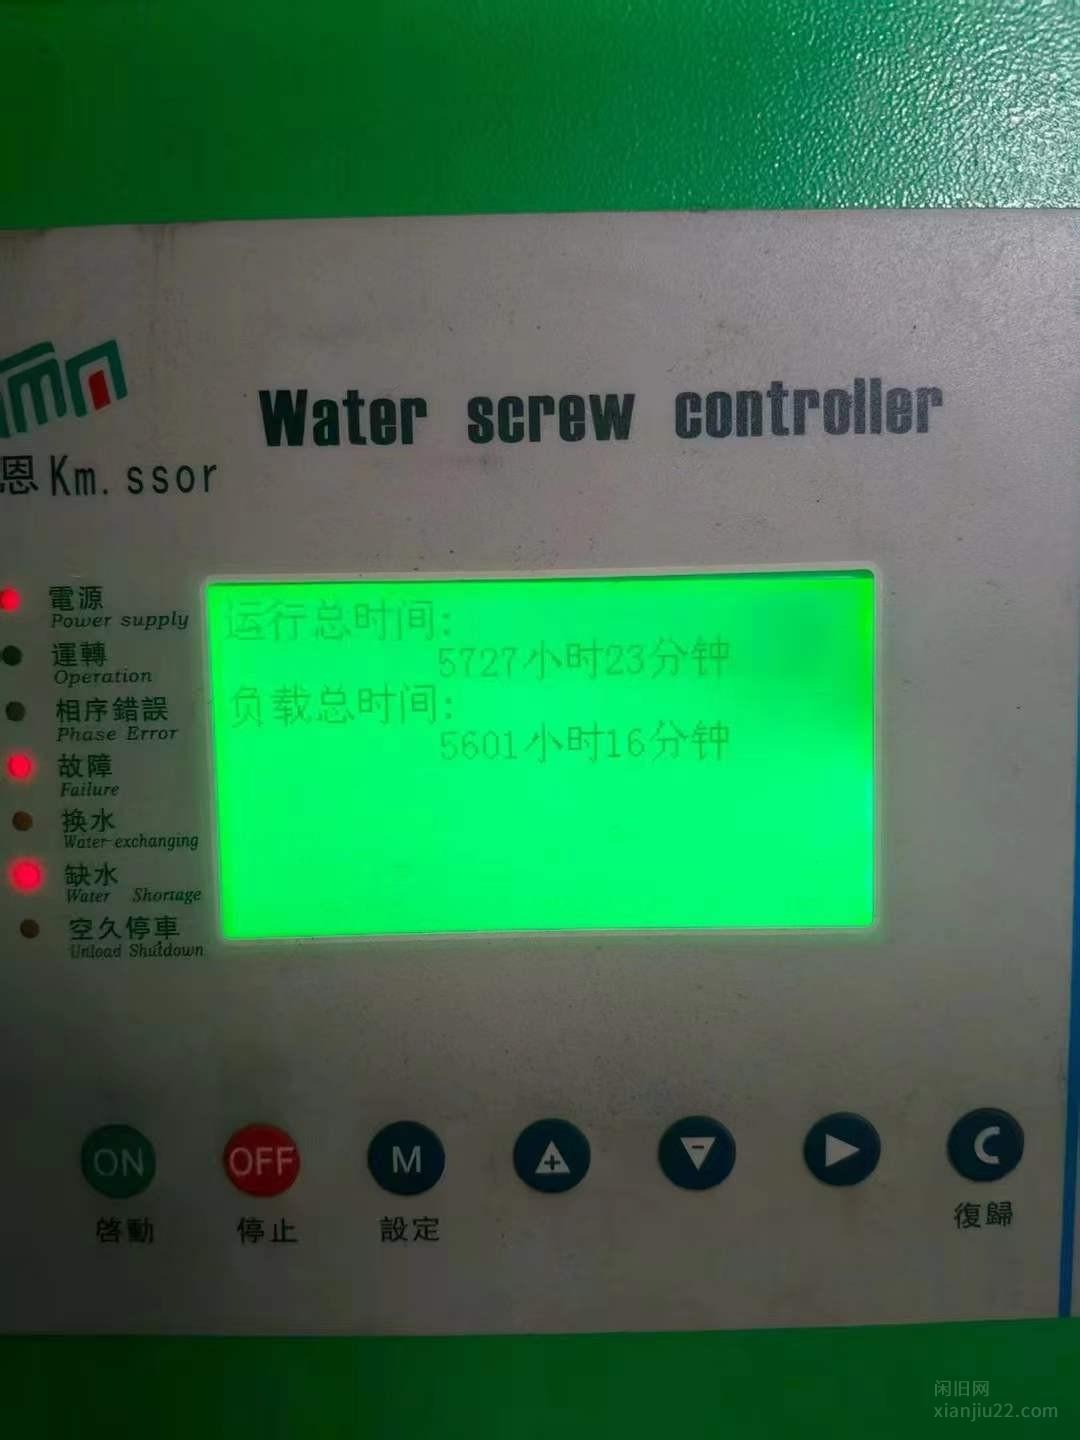 Water screw controller
恩 Km. ssor
電源
Power supply
運轉
Operation
相序錯誤
Phase Error
故障
Failure
换水
Water exchanging
缺水
Water Shortage
空久停車
Unload Shutdown
运行总时间:
5727小时23分钟
负载总时间:
5601小时16分钟
ON
OFF
M
啓動
停止
設定
復歸
闲旧网
xianjiu22.com